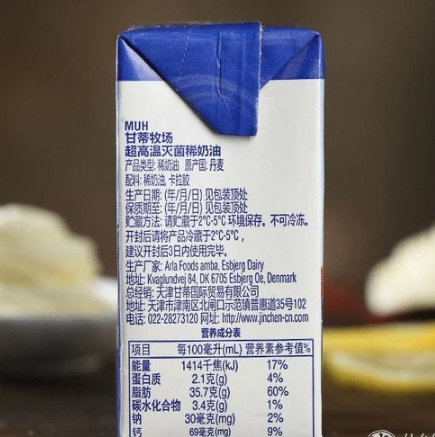 MUH
甘蒂牧场
超高温灭菌稀奶油
产品类型: 稀奶油 原产国: 丹麦
配料: 稀奶油, 卡拉胶
生产日期: (年/月/日) 见包装顶处
保质期至: (年/月/日) 见包装顶处
贮藏方法: 请贮藏于2°C-5°C 环境保存。不可冷冻。
开封后请将产品冷藏于2°C-5°C,
建议开封后3日内使用完毕。
生产厂家: Arla Foods amba, Esbjerg Dairy
地址: Kvaglundvej 84, DK 6705 Esbjerg Oe, Denmark
总经销: 天津甘蒂国际贸易有限公司
地址: 天津市津南区北闸口示范镇普惠道35号102
电话: 022-28273120 网址: http://www.jinchen-cn.com
营养成分表
项目 每100毫升(mL) 营养素参考值%
能量 1414千焦(kJ) 17%
蛋白质 2.1克(g) 4%
脂肪 35.7克(g) 60%
碳水化合物 3.4克(g) 1%
钠 30毫克(mg) 2%
钙 69毫克(mg) 9%